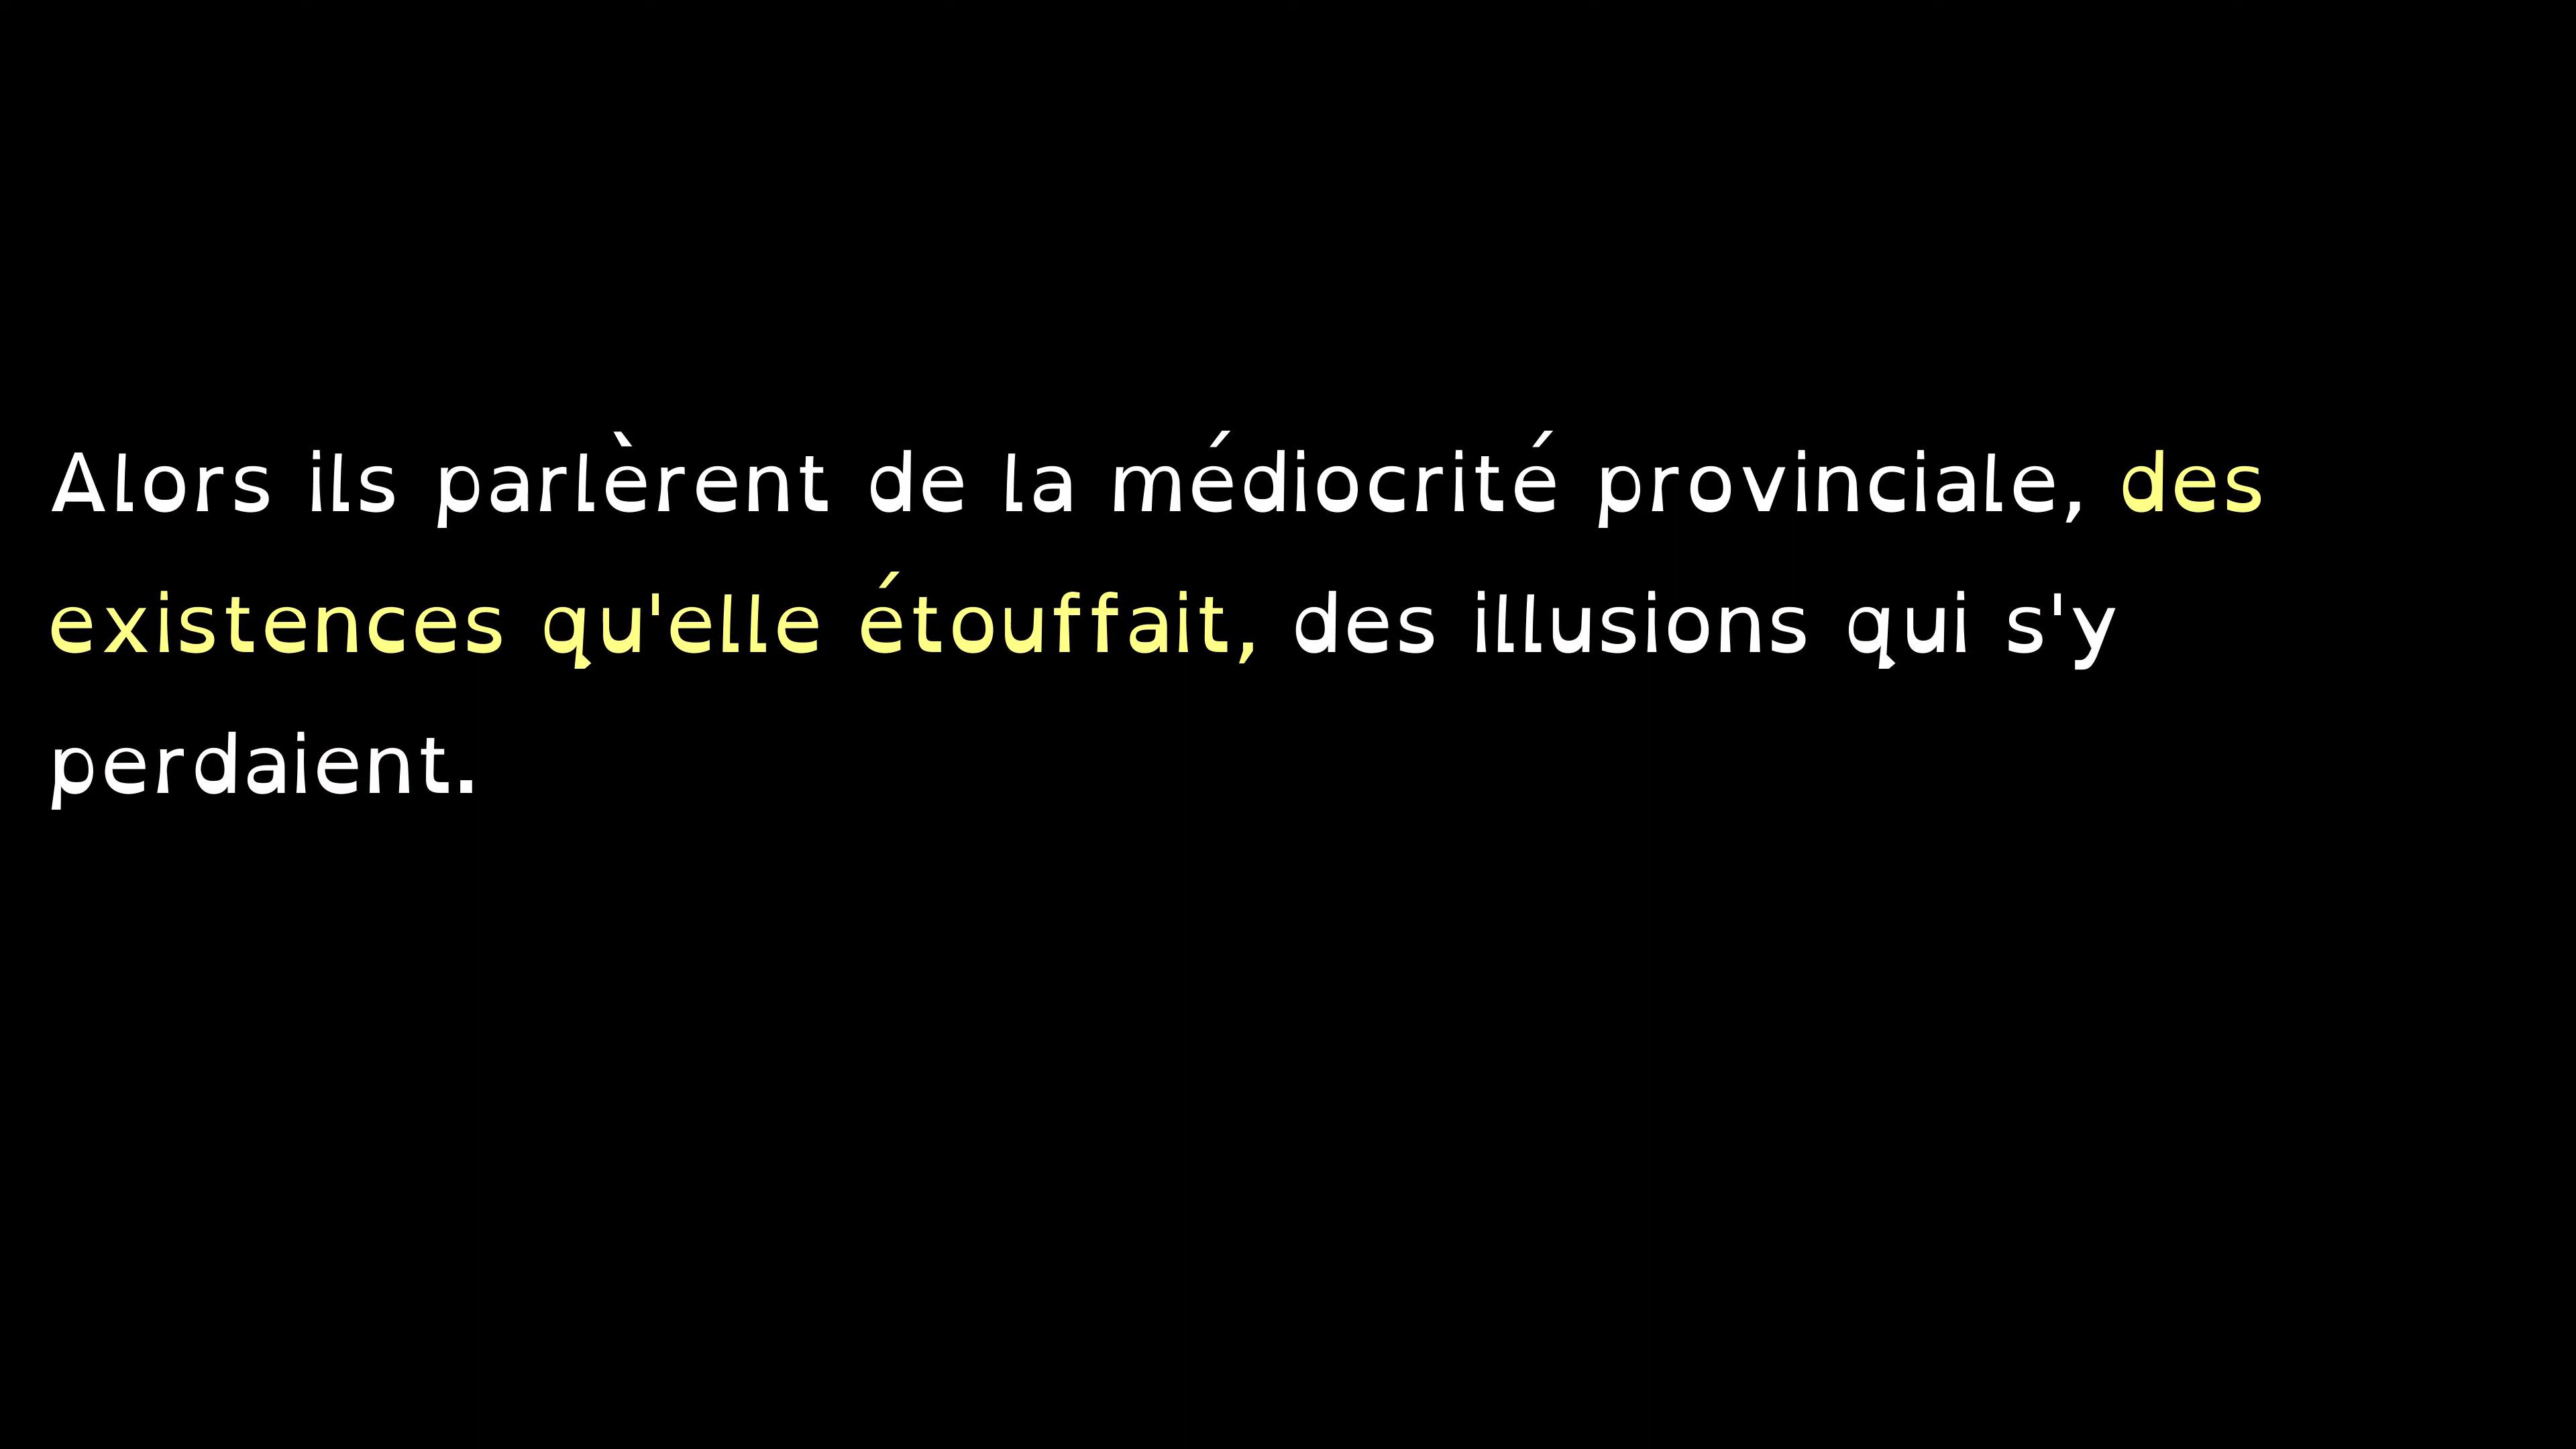 Alors ils parlèrent de la médiocrité provinciale, des
existences qu'elle étouffait, des illusions qui s'y
perdaient.